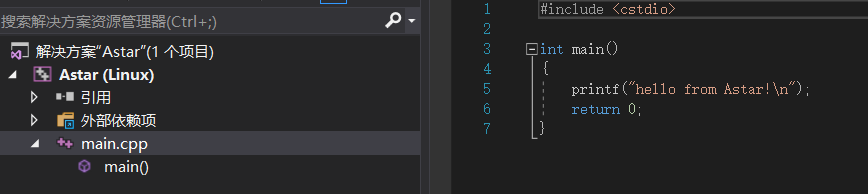 搜索解决方案资源管理器(Ctrl+;)
解决方案"Astar"(1 个项目)
Astar (Linux)
引用
外部依赖项
main.cpp
main()
1 #include <cstdio>
2
3 int main()
4 {
5 printf("hello from Astar!\n");
6 return 0;
7 }